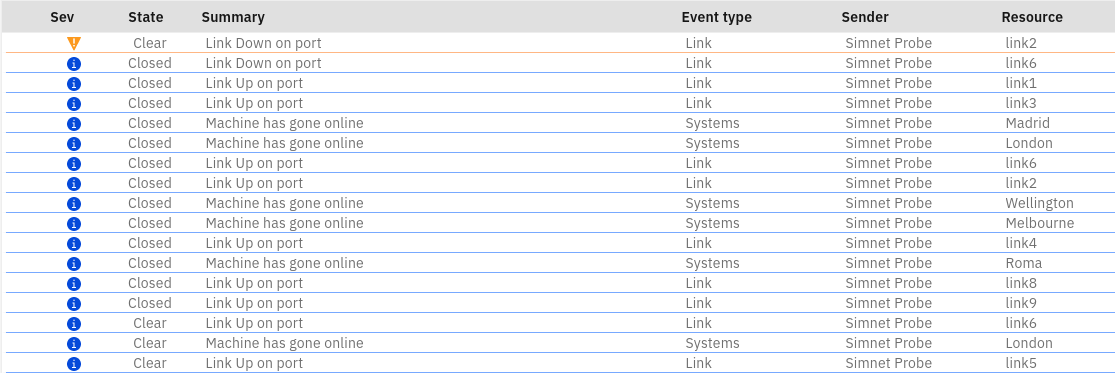 Sev State Summary Event type Sender Resource
Clear Link Down on port Link Simnet Probe link2
Closed Link Down on port Link Simnet Probe link6
Closed Link Up on port Link Simnet Probe link1
Closed Link Up on port Link Simnet Probe link3
Closed Machine has gone online Systems Simnet Probe Madrid
Closed Machine has gone online Systems Simnet Probe London
Closed Link Up on port Link Simnet Probe link6
Closed Link Up on port Link Simnet Probe link2
Closed Machine has gone online Systems Simnet Probe Wellington
Closed Machine has gone online Systems Simnet Probe Melbourne
Closed Link Up on port Link Simnet Probe link4
Closed Machine has gone online Systems Simnet Probe Roma
Closed Link Up on port Link Simnet Probe link8
Closed Link Up on port Link Simnet Probe link9
Clear Link Up on port Link Simnet Probe link6
Clear Machine has gone online Systems Simnet Probe London
Clear Link Up on port Link Simnet Probe link5